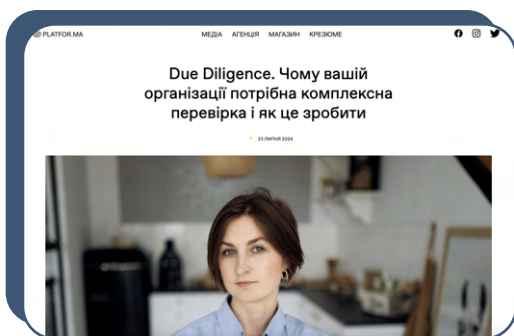 PLATFOR.MA
МЕДІА АГЕНЦІЯ МАГАЗИН КРЕЗЮМЕ
Due Diligence. Чому вашій
організації потрібна комплексна
перевірка і як це зробити
23 ЛИПНЯ 2024